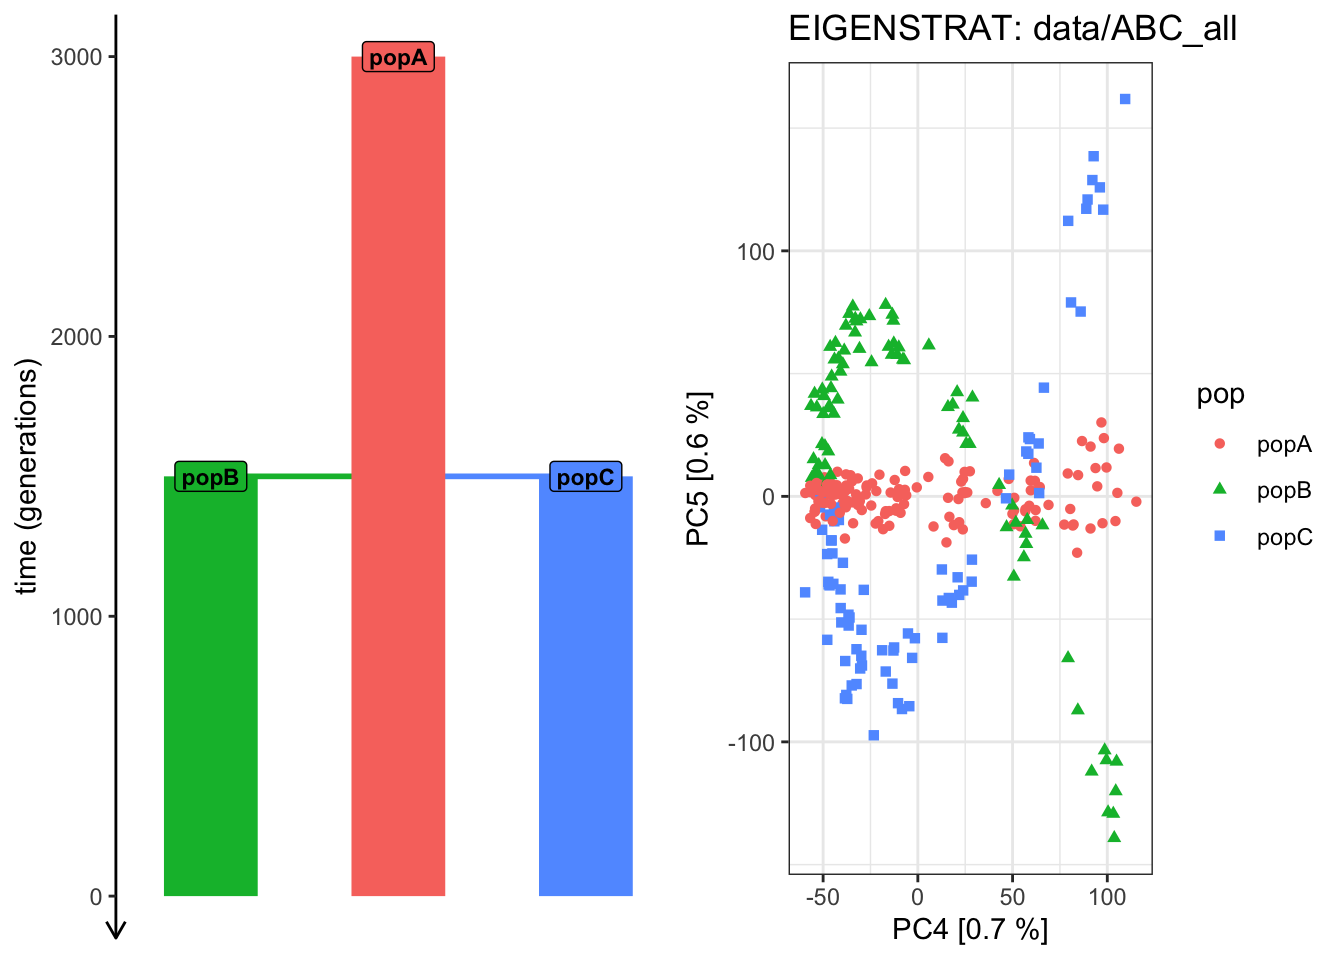 time (generations)
3000
2000
1000
0
popA
popB
popC
EIGENSTRAT: data/ABC_all
PC5 [0.6 %]
100
0
-100
-50
0
50
100
PC4 [0.7 %]
pop
popA
popB
popC